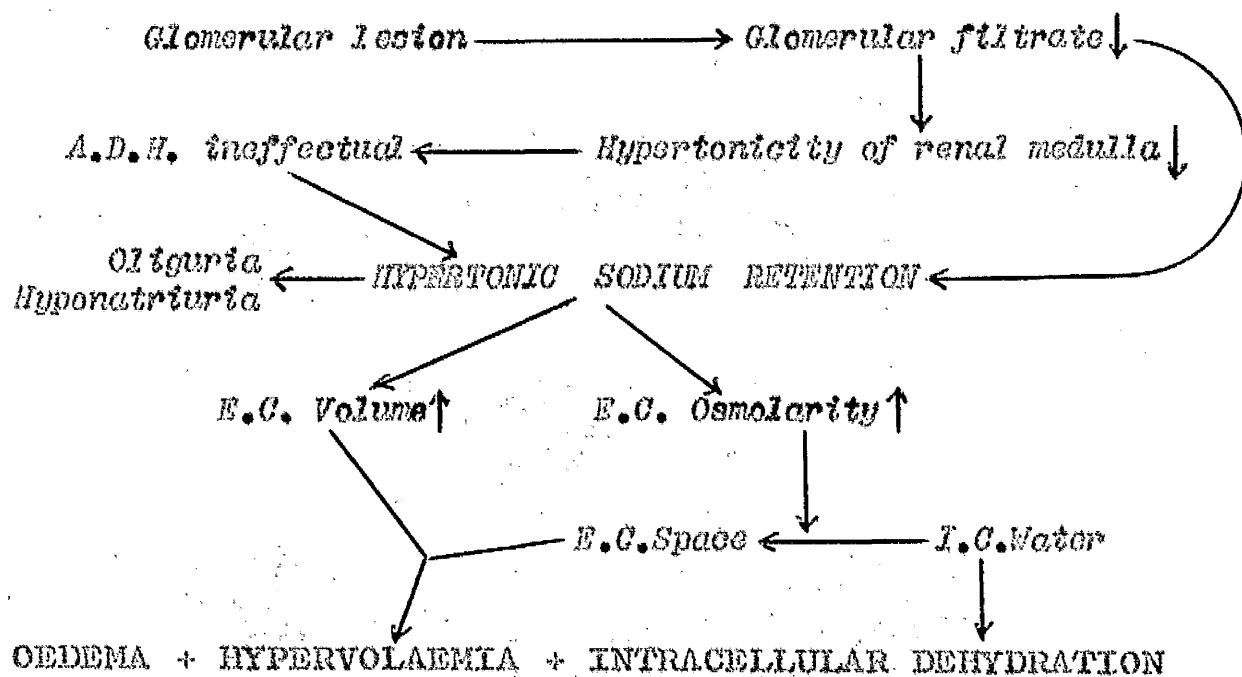 Glomerular lesion Glomerular filtrate
A.D.H. ineffectual Hypertonicity of renal medulla
Oliguria
Hyponatriuria
HYPERTONIC SODIUM RETENTION
E.C. Volume E.C. Osmolarity
E.C.Space I.C.Water
OEDEMA + HYPERVOLAEMIA + INTRACELLULAR DEHYDRATION